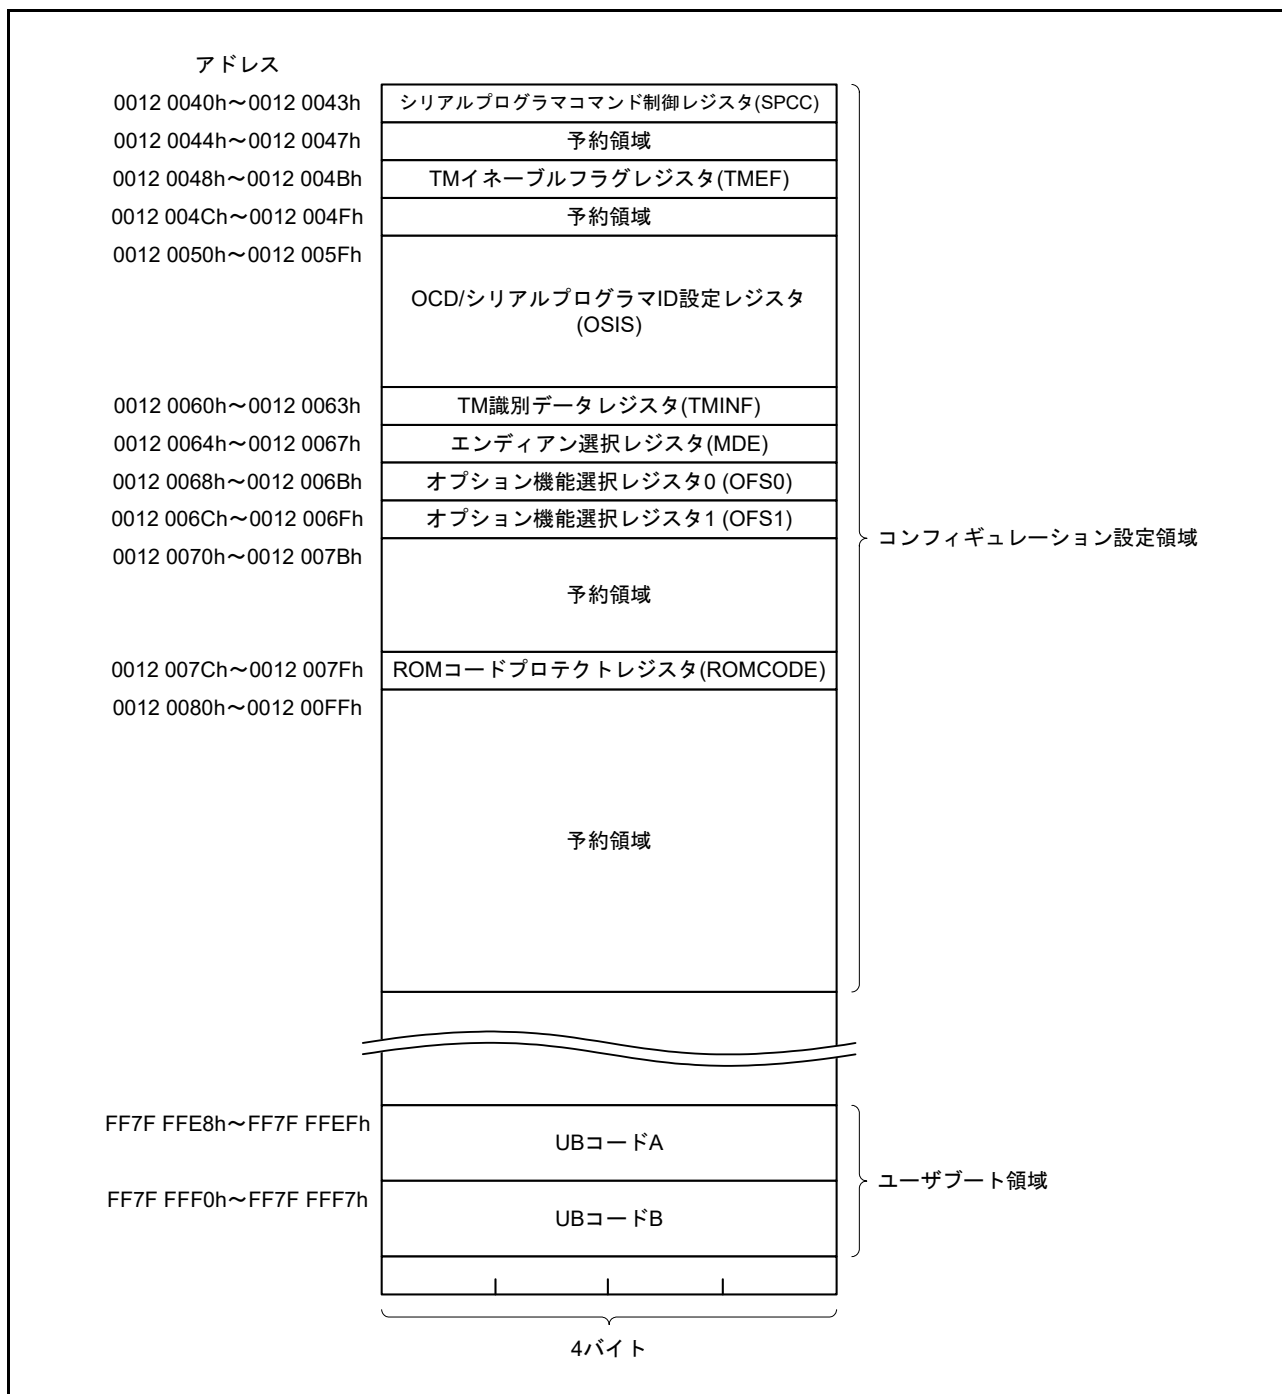 アドレス
0012 0040h～0012 0043h シリアルプログラマコマンド制御レジスタ(SPCC)
0012 0044h～0012 0047h 予約領域
0012 0048h～0012 004Bh TMイネーブルフラグレジスタ(TMEF)
0012 004Ch～0012 004Fh 予約領域
0012 0050h～0012 005Fh
OCD/シリアルプログラマID設定レジスタ
(OSIS)
0012 0060h～0012 0063h TM識別データレジスタ(TMINF)
0012 0064h～0012 0067h エンディアン選択レジスタ(MDE)
0012 0068h～0012 006Bh オプション機能選択レジスタ0 (OFS0)
0012 006Ch～0012 006Fh オプション機能選択レジスタ1 (OFS1)
コンフィギュレーション設定領域
0012 0070h～0012 007Bh
予約領域
0012 007Ch～0012 007Fh ROMコードプロテクトレジスタ(ROMCODE)
0012 0080h～0012 00FFh
予約領域
FF7F FFE8h～FF7F FFEFh
UBコードA
ユーザブート領域
FF7F FFF0h～FF7F FFF7h
UBコードB
4バイト